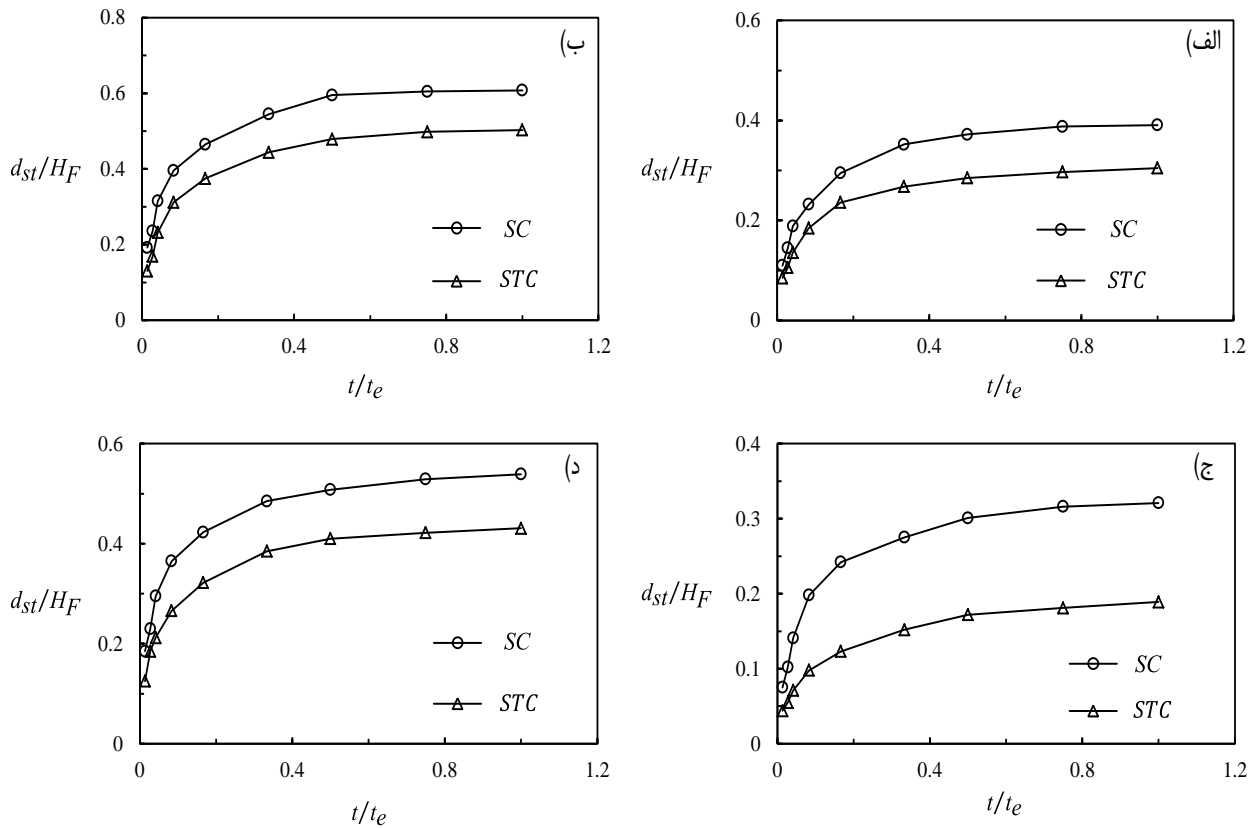 الف)
0.6
0.4
0.2
0
d_st/H_F
SC
STC
0 0.4 0.8 1.2
t/t_e
ب)
0.8
0.6
0.4
0.2
0
d_st/H_F
SC
STC
0 0.4 0.8 1.2
t/t_e
ج)
0.4
0.3
0.2
0.1
0.0
d_st/H_F
SC
STC
0 0.4 0.8 1.2
t/t_e
د)
0.6
0.4
0.2
0
d_st/H_F
SC
STC
0 0.4 0.8 1.2
t/t_e